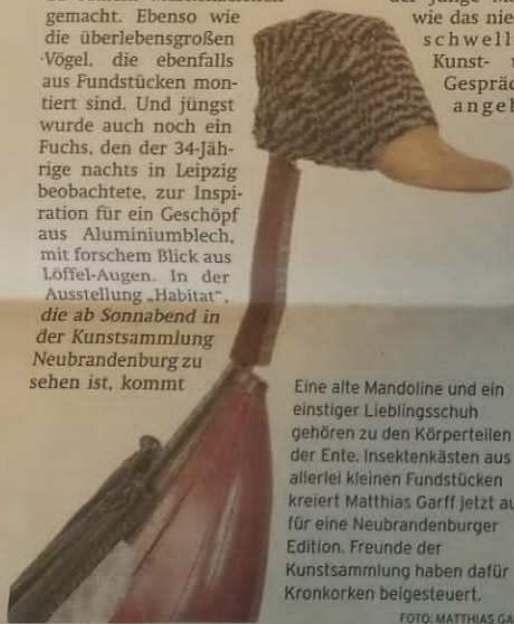 gemacht. Ebenso wie
die überlebensgroßen
Vögel, die ebenfalls
aus Fundstücken mon-
tiert sind. Und jüngst
wurde auch noch ein
Fuchs, den der 34-Jäh-
rige nachts in Leipzig
beobachtete, zur Inspi-
ration für ein Geschöpf
aus Aluminiumblech,
mit forschem Blick aus
Löffel-Augen. In der
Ausstellung „Habitat“,
die ab Sonnabend in
der Kunstsammlung
Neubrandenburg zu
sehen ist, kommt
wie das nie
schwell
Kunst-
Gespräc
angeb
Eine alte Mandoline und ein
einstiger Lieblingsschuh
gehören zu den Körperteilen
der Ente. Insektenkästen aus
allerlei kleinen Fundstücken
kreiert Matthias Garff jetzt au
für eine Neubrandenburger
Edition. Freunde der
Kunstsammlung haben dafür
Kronkorken beigesteuert.
FOTO: MATTHIAS GA